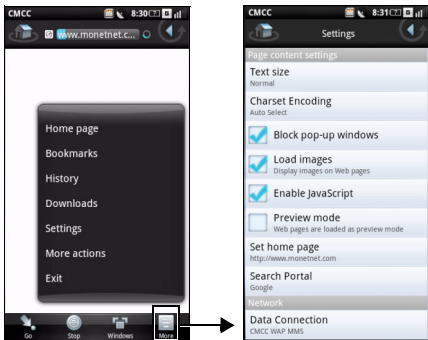 CMCC 8:30 G
www.monetnet.c...
Home page
Bookmarks
History
Downloads
Settings
More actions
Exit
Go Stop Windows More
CMCC 8:31 G
Settings
Page content settings
Text size
Normal
Charset Encoding
Auto Select
Block pop-up windows
Load images
Display Images on Web pages
Enable JavaScript
Preview mode
Web pages are loaded as preview mode
Set home page
http://www.monetnet.com
Search Portal
Google
Network
Data Connection
CMCC WAP MMS